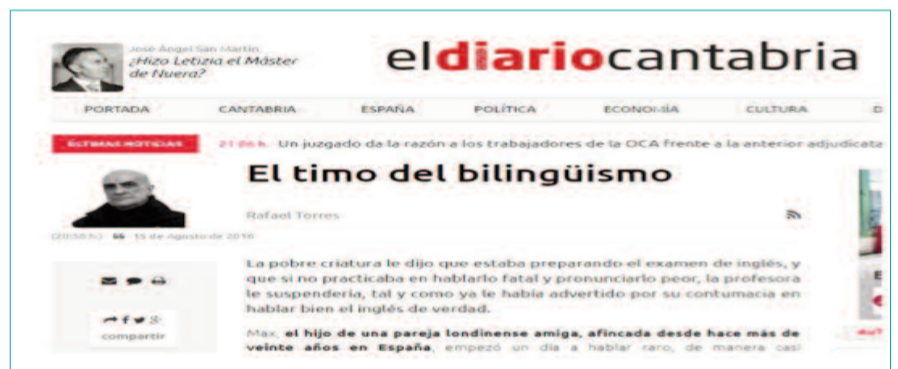 José Ángel San Martín
¿Hizo Letizia el Máster
de Nuera?
eldiariocantabria
PORTADA CANTABRIA ESPAÑA POLÍTICA ECONOMÍA CULTURA D
ÚLTIMAS NOTICIAS 21:06 h. Un juzgado da la razón a los trabajadores de la OCA frente a la anterior adjudicata
El timo del bilingüismo
Rafael Torres
15 de Agosto de 2016
La pobre criatura le dijo que estaba preparando el examen de inglés, y
que si no practicaba en hablarlo fatal y pronunciarlo peor, la profesora
le suspendería, tal y como ya le había advertido por su contumacia en
hablar bien el inglés de verdad.
compartir
Max, el hijo de una pareja londinense amiga, afincada desde hace más de
veinte años en España, empezó un día a hablar raro, de manera casi